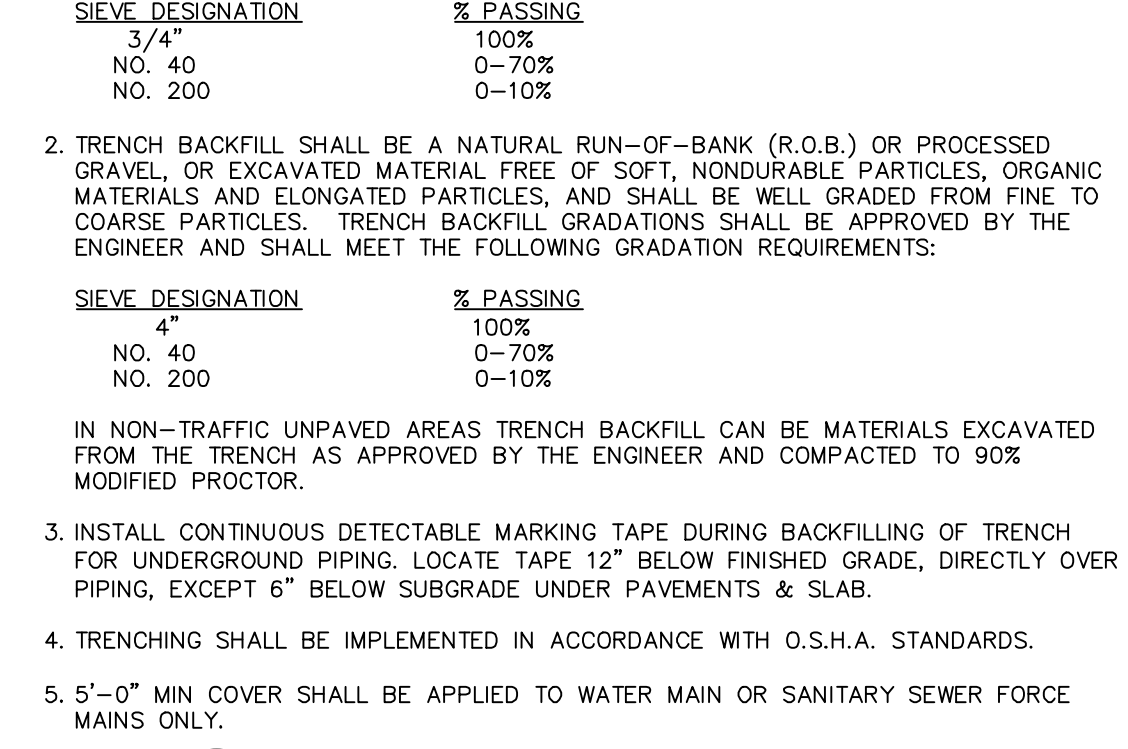 SIEVE DESIGNATION % PASSING
3/4" 100%
NO. 40 0-70%
NO. 200 0-10%
2. TRENCH BACKFILL SHALL BE A NATURAL RUN-OF-BANK (R.O.B.) OR PROCESSED
GRAVEL, OR EXCAVATED MATERIAL FREE OF SOFT, NONDURABLE PARTICLES, ORGANIC
MATERIALS AND ELONGATED PARTICLES, AND SHALL BE WELL GRADED FROM FINE TO
COARSE PARTICLES. TRENCH BACKFILL GRADATIONS SHALL BE APPROVED BY THE
ENGINEER AND SHALL MEET THE FOLLOWING GRADATION REQUIREMENTS:
SIEVE DESIGNATION % PASSING
4" 100%
NO. 40 0-70%
NO. 200 0-10%
IN NON-TRAFFIC UNPAVED AREAS TRENCH BACKFILL CAN BE MATERIALS EXCAVATED
FROM THE TRENCH AS APPROVED BY THE ENGINEER AND COMPACTED TO 90%
MODIFIED PROCTOR.
3. INSTALL CONTINUOUS DETECTABLE MARKING TAPE DURING BACKFILLING OF TRENCH
FOR UNDERGROUND PIPING. LOCATE TAPE 12" BELOW FINISHED GRADE, DIRECTLY OVER
PIPING, EXCEPT 6" BELOW SUBGRADE UNDER PAVEMENTS & SLAB.
4. TRENCHING SHALL BE IMPLEMENTED IN ACCORDANCE WITH O.S.H.A. STANDARDS.
5. 5'-0" MIN COVER SHALL BE APPLIED TO WATER MAIN OR SANITARY SEWER FORCE
MAINS ONLY.